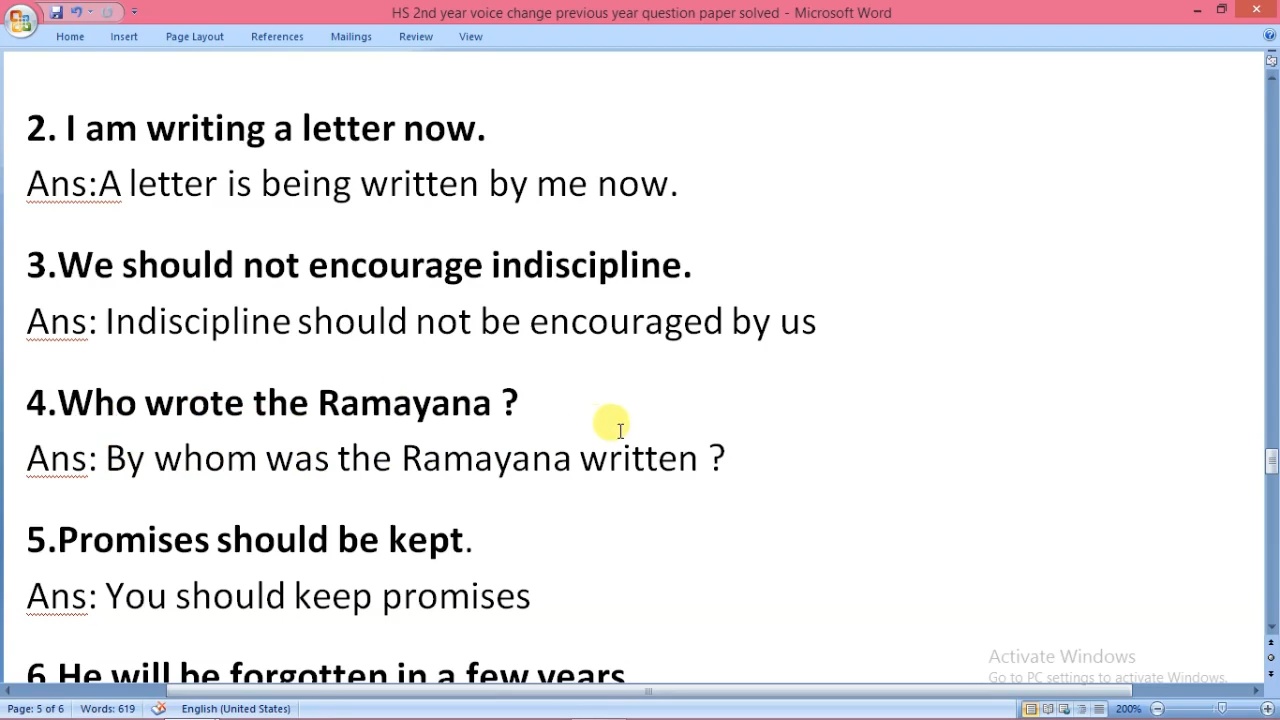 HS 2nd year voice change previous year question paper solved - Microsoft Word
Home Insert Page Layout References Mailings Review View
2. I am writing a letter now.
Ans:A letter is being written by me now.
3.We should not encourage indiscipline.
Ans: Indiscipline should not be encouraged by us
4.Who wrote the Ramayana ?
Ans: By whom was the Ramayana written ?
5.Promises should be kept.
Ans: You should keep promises
6.He will be forgotten in a few years
Activate Windows
Go to PC settings to activate Windows.
Page: 5 of 6 Words: 619 English (United States) 200%